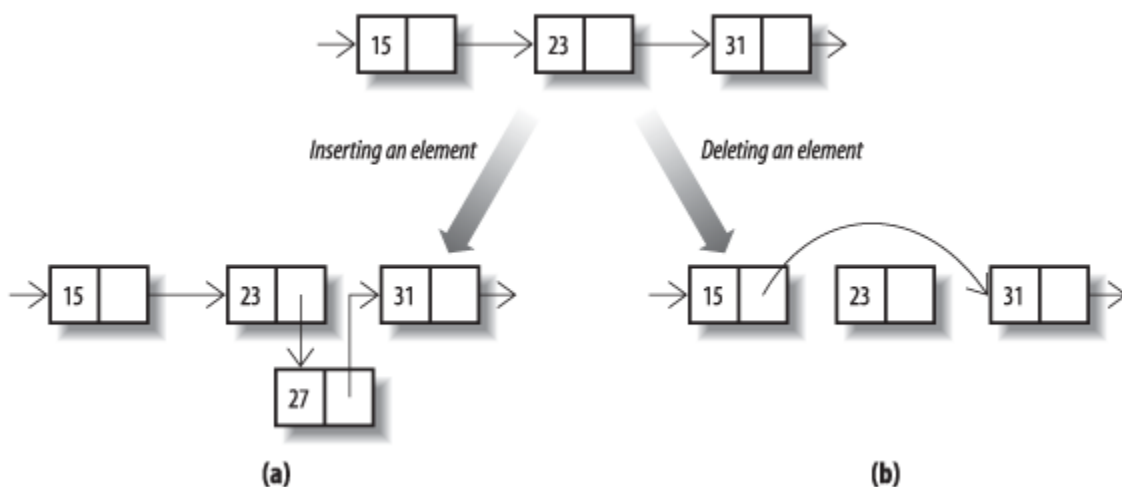 15 23 31
Inserting an element Deleting an element
15 23 31 15 23 31
27
(a) (b)